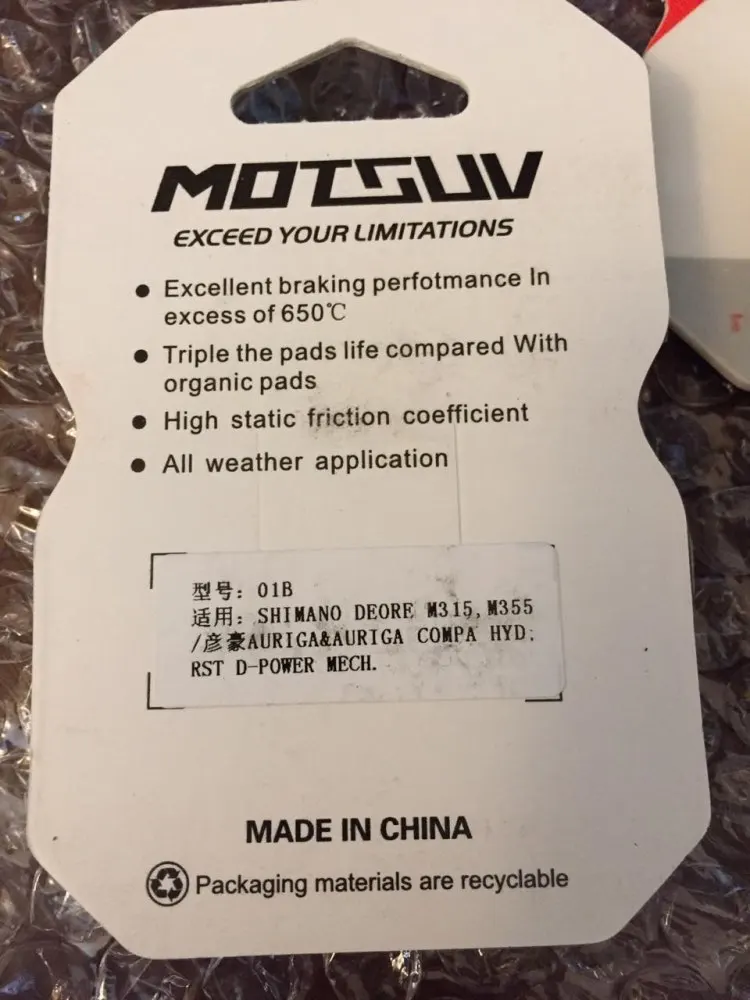 MOTSUV
EXCEED YOUR LIMITATIONS
● Excellent braking perfotmance In
excess of 650℃
● Triple the pads life compared With
organic pads
● High static friction coefficient
● All weather application
型号: 01B
适用: SHIMANO DEORE M315,M355
/彦豪AURIGA&AURIGA COMPA HYD;
RST D-POWER MECH.
MADE IN CHINA
Packaging materials are recyclable